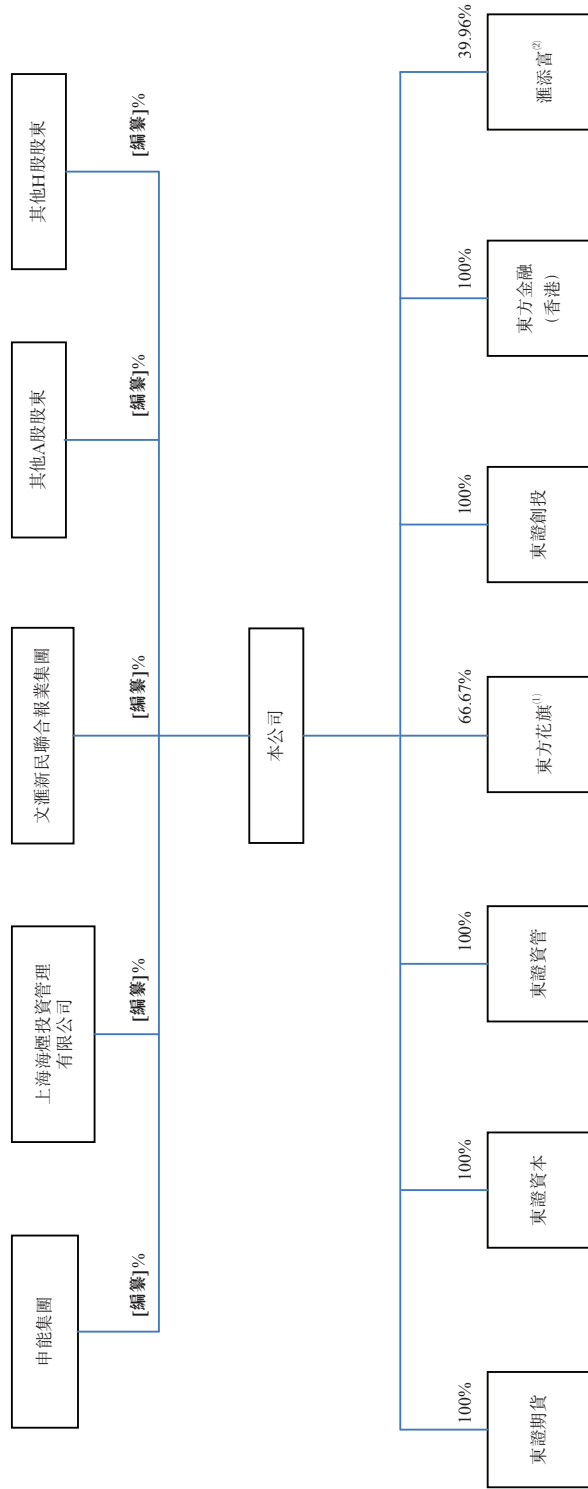 申能集團
上海海煙投資管理
有限公司
文滙新民聯合報業集團
其他A股股東
其他H股股東
[編纂]%
[編纂]%
[編纂]%
[編纂]%
[編纂]%
本公司
100%
100%
100%
66.67%
100%
100%
39.96%
東證期貨
東證資本
東證資管
東方花旗(1)
東證創投
東方金融
(香港)
滙添富(2)